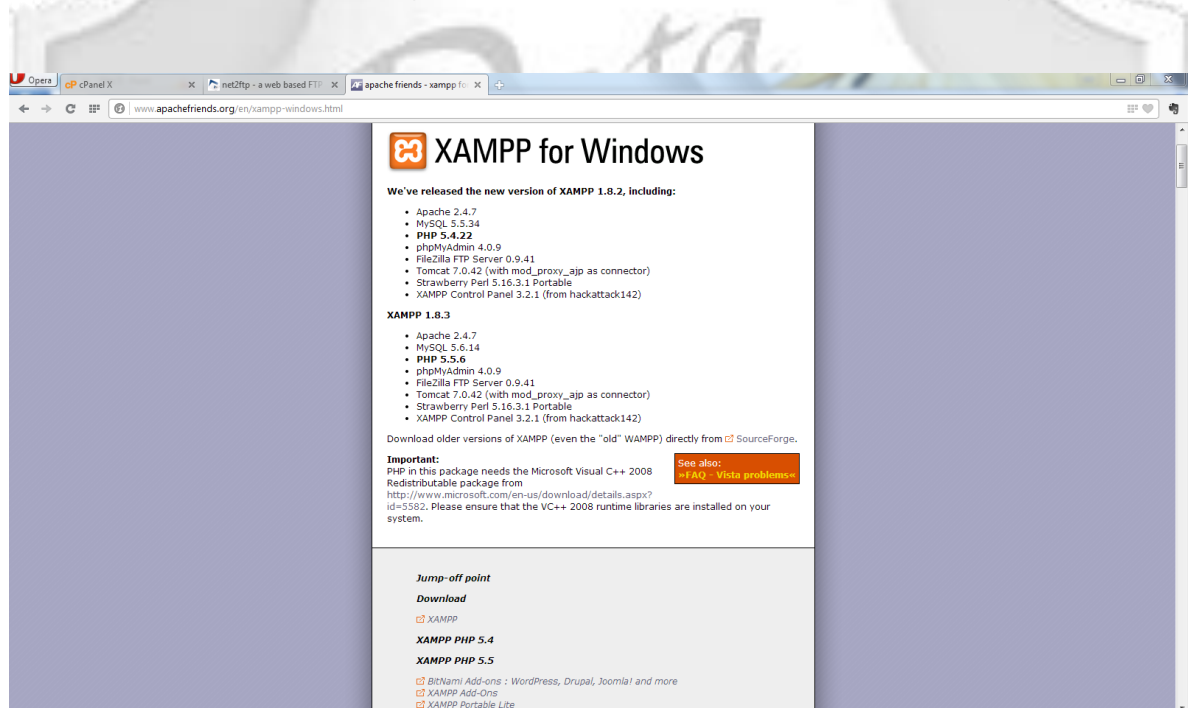 Opera
cPanel X
net2ftp - a web based FTP
apache friends - xampp fo
www.apachefriends.org/en/xampp-windows.html
XAMPP for Windows
We've released the new version of XAMPP 1.8.2, including:
• Apache 2.4.7
• MySQL 5.5.34
• PHP 5.4.22
• phpMyAdmin 4.0.9
• FileZilla FTP Server 0.9.41
• Tomcat 7.0.42 (with mod_proxy_ajp as connector)
• Strawberry Perl 5.16.3.1 Portable
• XAMPP Control Panel 3.2.1 (from hackattack142)
XAMPP 1.8.3
• Apache 2.4.7
• MySQL 5.6.14
• PHP 5.5.6
• phpMyAdmin 4.0.9
• FileZilla FTP Server 0.9.41
• Tomcat 7.0.42 (with mod_proxy_ajp as connector)
• Strawberry Perl 5.16.3.1 Portable
• XAMPP Control Panel 3.2.1 (from hackattack142)
Download older versions of XAMPP (even the "old" WAMPP) directly from SourceForge.
Important:
PHP in this package needs the Microsoft Visual C++ 2008
Redistributable package from
http://www.microsoft.com/en-us/download/details.aspx?
id=5582. Please ensure that the VC++ 2008 runtime libraries are installed on your
system.
See also:
»FAQ - Vista problems«
Jump-off point
Download
XAMPP
XAMPP PHP 5.4
XAMPP PHP 5.5
BitNami Add-ons : WordPress, Drupal, Joomla! and more
XAMPP Add-Ons
XAMPP Portable Lite